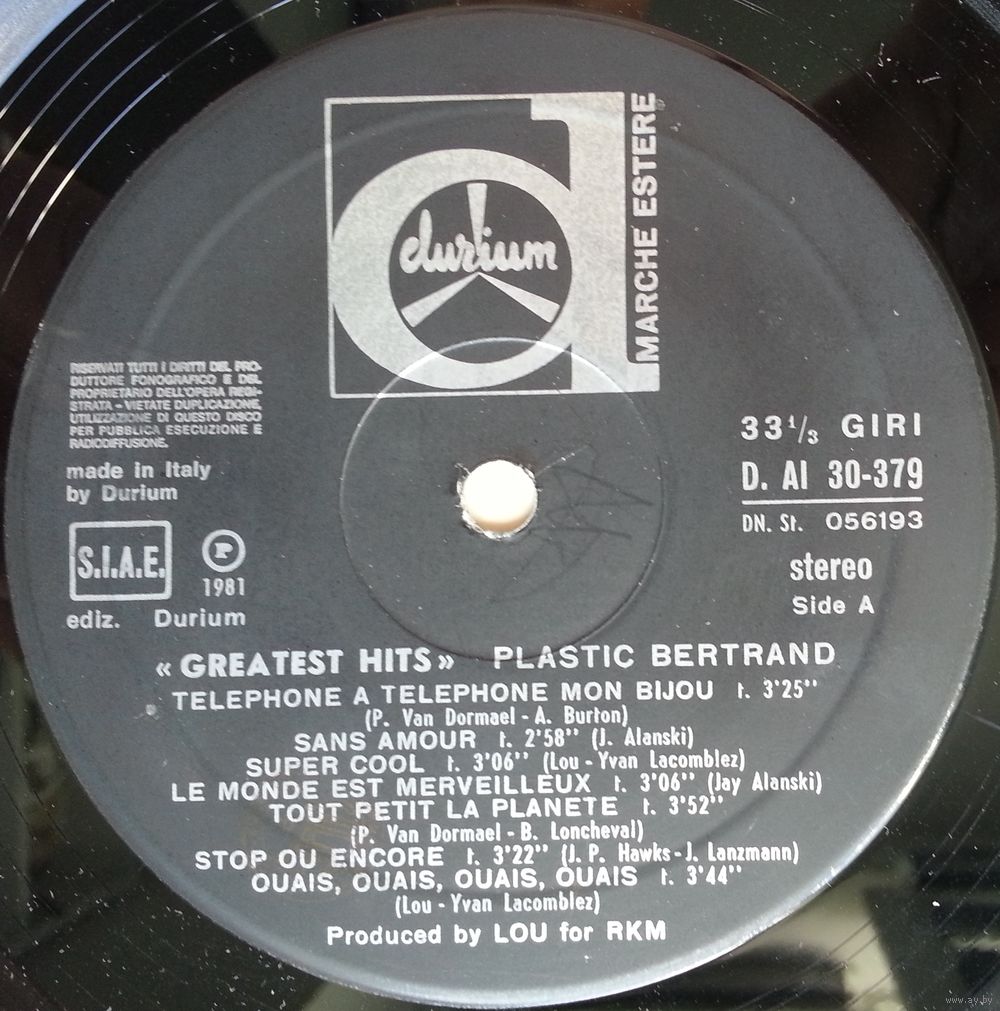 durium
MARCHE ESTERE
RISERVATI TUTTI I DIRITTI DEL PRO-
DUTTORE FONOGRAFICO E DEL
PROPRIETARIO DELL'OPERA REGI-
STRATA - VIETATE DUPLICAZIONE,
UTILIZZAZIONE DI QUESTO DISCO
PER PUBBLICA ESECUZIONE E
RADIODIFFUSIONE.
made in Italy
by Durium
S.I.A.E.
P
1981
ediz. Durium
33 1/3 GIRI
D. AI 30-379
DN. St. 056193
stereo
Side A
«GREATEST HITS» PLASTIC BERTRAND
TELEPHONE A TELEPHONE MON BIJOU t. 3'25''
(P. Van Dormael - A. Burton)
SANS AMOUR t. 2'58'' (J. Alanski)
SUPER COOL t. 3'06'' (Lou - Yvan Lacomblez)
LE MONDE EST MERVEILLEUX t. 3'06'' (Jay Alanski)
TOUT PETIT LA PLANETE t. 3'52''
(P. Van Dormael - B. Loncheval)
STOP OU ENCORE t. 3'22'' (J. P. Hawks - J. Lanzmann)
OUAIS, OUAIS, OUAIS, OUAIS t. 3'44''
(Lou - Yvan Lacomblez)
Produced by LOU for RKM
www.ay.by